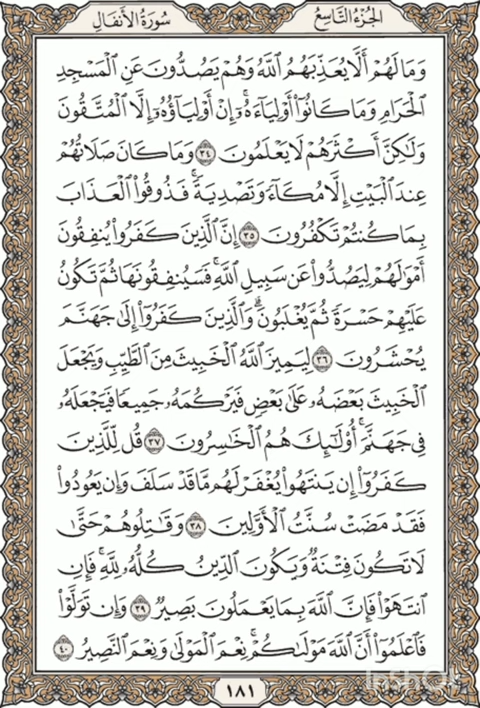 الجزء التاسع
سورة الأنفال
وَمَا لَهُمْ أَلَّا يُعَذِّبَهُمُ ٱللَّهُ وَهُمْ يَصُدُّونَ عَنِ ٱلْمَسْجِدِ
ٱلْحَرَامِ وَمَا كَانُوٓا۟ أَوْلِيَآءَهُۥٓ ۚ إِنْ أَوْلِيَآؤُهُۥٓ إِلَّا ٱلْمُتَّقُونَ
وَلَٰكِنَّ أَكْثَرَهُمْ لَا يَعْلَمُونَ ٣٤ وَمَا كَانَ صَلَاتُهُمْ
عِندَ ٱلْبَيْتِ إِلَّا مُكَآءً وَتَصْدِيَةً ۚ فَذُوقُوا۟ ٱلْعَذَابَ
بِمَا كُنتُمْ تَكْفُرُونَ ٣٥ إِنَّ ٱلَّذِينَ كَفَرُوا۟ يُنفِقُونَ
أَمْوَٰلَهُمْ لِيَصُدُّوا۟ عَن سَبِيلِ ٱللَّهِ ۚ فَسَيُنفِقُونَهَا ثُمَّ تَكُونُ
عَلَيْهِمْ حَسْرَةً ثُمَّ يُغْلَبُونَ ۗ وَٱلَّذِينَ كَفَرُوٓا۟ إِلَىٰ جَهَنَّمَ
يُحْشَرُونَ ٣٦ لِيَمِيزَ ٱللَّهُ ٱلْخَبِيثَ مِنَ ٱلطَّيِّبِ وَيَجْعَلَ
ٱلْخَبِيثَ بَعْضَهُۥ عَلَىٰ بَعْضٍ فَيَرْكُمَهُۥ جَمِيعًا فَيَجْعَلَهُۥ
فِى جَهَنَّمَ ۚ أُو۟لَٰٓئِكَ هُمُ ٱلْخَٰسِرُونَ ٣٧ قُل لِّلَّذِينَ
كَفَرُوٓا۟ إِن يَنتَهُوا۟ يُغْفَرْ لَهُم مَّا قَدْ سَلَفَ وَإِن يَعُودُوا۟
فَقَدْ مَضَتْ سُنَّتُ ٱلْأَوَّلِينَ ٣٨ وَقَٰتِلُوهُمْ حَتَّىٰ
لَا تَكُونَ فِتْنَةٌ وَيَكُونَ ٱلدِّينُ كُلُّهُۥ لِلَّهِ ۚ فَإِنِ
ٱنتَهَوْا۟ فَإِنَّ ٱللَّهَ بِمَا يَعْمَلُونَ بَصِيرٌ ٣٩ وَإِن تَوَلَّوْا۟
فَٱعْلَمُوٓا۟ أَنَّ ٱللَّهَ مَوْلَىٰكُمْ ۚ نِعْمَ ٱلْمَوْلَىٰ وَنِعْمَ ٱلنَّصِيرُ ٤٠
InShOt
١٨١